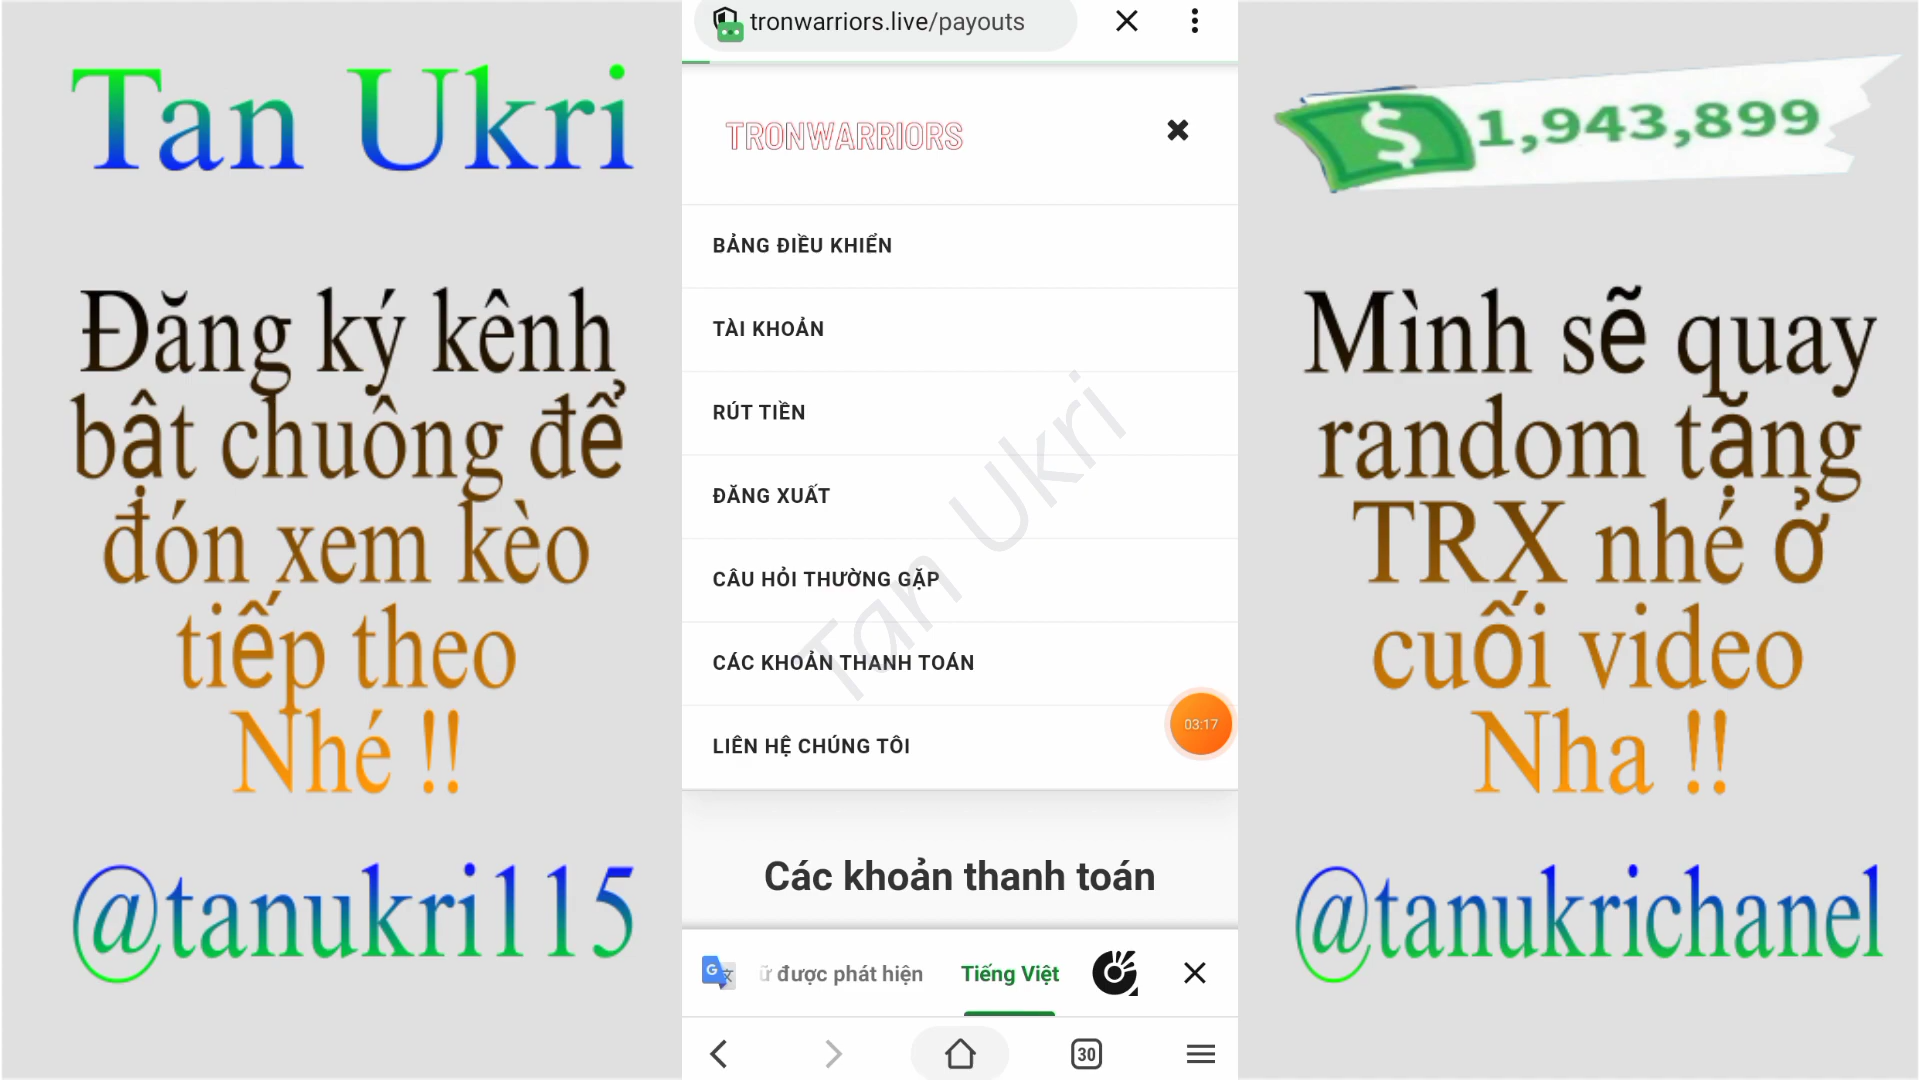 Tan Ukri
Đăng ký kênh
bật chuông để
đón xem kèo
tiếp theo
Nhé !!
@tanukri115
tronwarriors.live/payouts
TRONWARRIORS
BẢNG ĐIỀU KHIỂN
TÀI KHOẢN
RÚT TIỀN
ĐĂNG XUẤT
CÂU HỎI THƯỜNG GẶP
CÁC KHOẢN THANH TOÁN
LIÊN HỆ CHÚNG TÔI
Tan Ukri
03:17
Các khoản thanh toán
được phát hiện
Tiếng Việt
30
$ 1,943,899
Mình sẽ quay
random tặng
TRX nhé ở
cuối video
Nha !!
@tanukrichanel